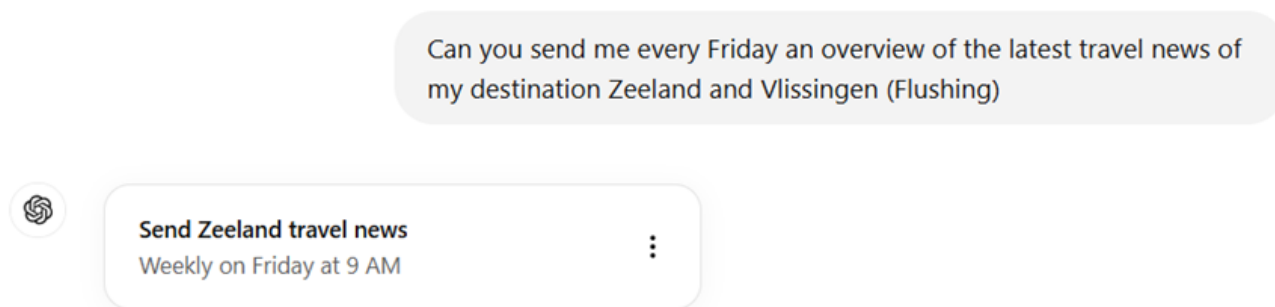 Can you send me every Friday an overview of the latest travel news of
my destination Zeeland and Vlissingen (Flushing)
Send Zeeland travel news
Weekly on Friday at 9 AM